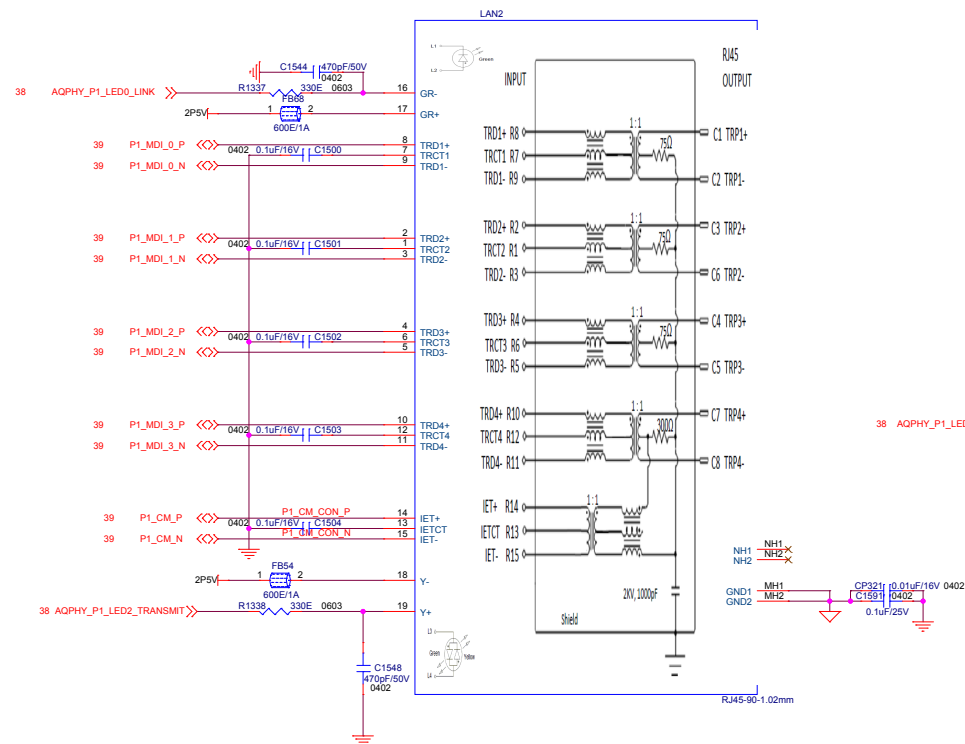 LAN2
L1
L2
Green
C1544
470pF/50V
0402
R1337
330E
0603
38
AQPHY_P1_LED0_LINK
16
GR-
FB68
2P5V
1
2
17
GR+
600E/1A
39
P1_MDI_0_P
8
TRD1+
0402
0.1uF/16V
C1500
7
TRCT1
39
P1_MDI_0_N
9
TRD1-
39
P1_MDI_1_P
2
TRD2+
0402
0.1uF/16V
C1501
1
TRCT2
39
P1_MDI_1_N
3
TRD2-
39
P1_MDI_2_P
4
TRD3+
0402
0.1uF/16V
C1502
6
TRCT3
39
P1_MDI_2_N
5
TRD3-
39
P1_MDI_3_P
10
TRD4+
0402
0.1uF/16V
C1503
12
TRCT4
39
P1_MDI_3_N
11
TRD4-
39
P1_CM_P
P1_CM_CON_P
14
IET+
0402
0.1uF/16V
C1504
13
IETCT
39
P1_CM_N
P1_CM_CON_N
15
IET-
FB54
2P5V
1
2
18
Y-
600E/1A
38
AQPHY_P1_LED2_TRANSMIT
R1338
330E
0603
19
Y+
C1548
470pF/50V
0402
L3
Green
Yellow
L4
INPUT
RJ45
OUTPUT
1:1
TRD1+ R8
C1 TRP1+
TRCT1 R7
75Ω
TRD1- R9
C2 TRP1-
1:1
TRD2+ R2
C3 TRP2+
TRCT2 R1
75Ω
TRD2- R3
C6 TRP2-
1:1
TRD3+ R4
C4 TRP3+
TRCT3 R6
75Ω
TRD3- R5
C5 TRP3-
1:1
TRD4+ R10
C7 TRP4+
TRCT4 R12
300Ω
TRD4- R11
C8 TRP4-
1:1
IET+ R14
IETCT R13
IET- R15
2KV, 1000pF
Shield
38
AQPHY_P1_LED
NH1
NH1
NH2
NH2
GND1
MH1
GND2
MH2
CP321
0.01uF/16V
0402
C1591
0402
0.1uF/25V
RJ45-90-1.02mm